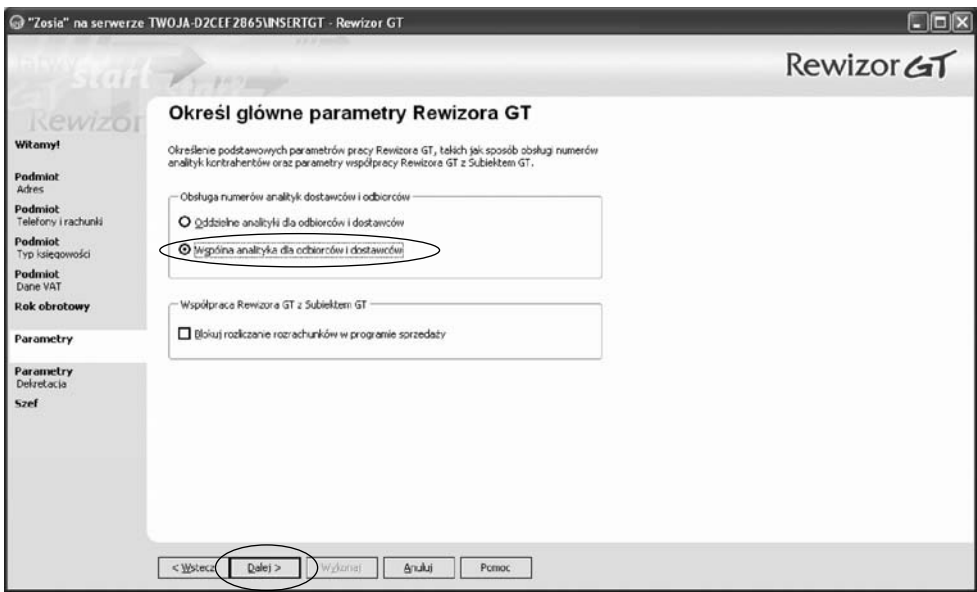 "Zosia" na serwerze TWOJA-D2CEF2865\INSERTGT - Rewizor GT
Rewizor GT
start
Rewizor
Określ główne parametry Rewizora GT
Określenie podstawowych parametrów pracy Rewizora GT, takich jak sposób obsługi numerów
analityk kontrahentów oraz parametry współpracy Rewizora GT z Subiektem GT.
Witamy!
Podmiot
Adres
Podmiot
Telefony i rachunki
Podmiot
Typ księgowości
Podmiot
Dane VAT
Rok obrotowy
Parametry
Parametry
Dekretacja
Szef
Obsługa numerów analityk dostawców i odbiorców
Oddzielne analityki dla odbiorców i dostawców
Wspólna analityka dla odbiorców i dostawców
Współpraca Rewizora GT z Subiektem GT
Blokuj rozliczanie rozrachunków w programie sprzedaży
< Wstecz
Dalej >
Wykonaj
Anuluj
Pomoc